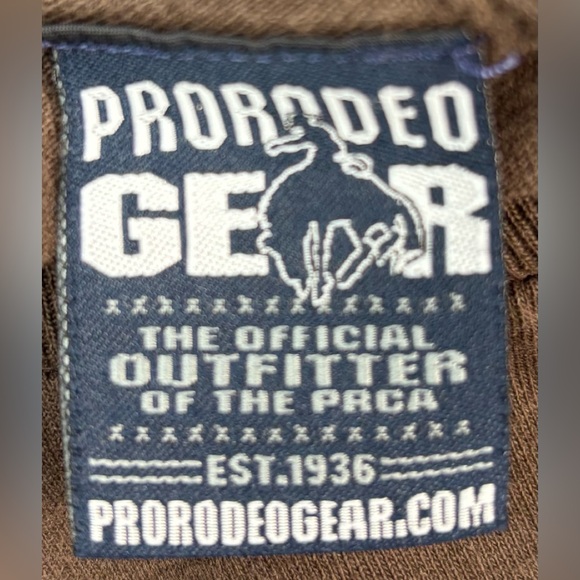 PRORODEO
GEAR
THE OFFICIAL
OUTFITTER
OF THE PRCA
EST.1936
PRORODEOGEAR.COM